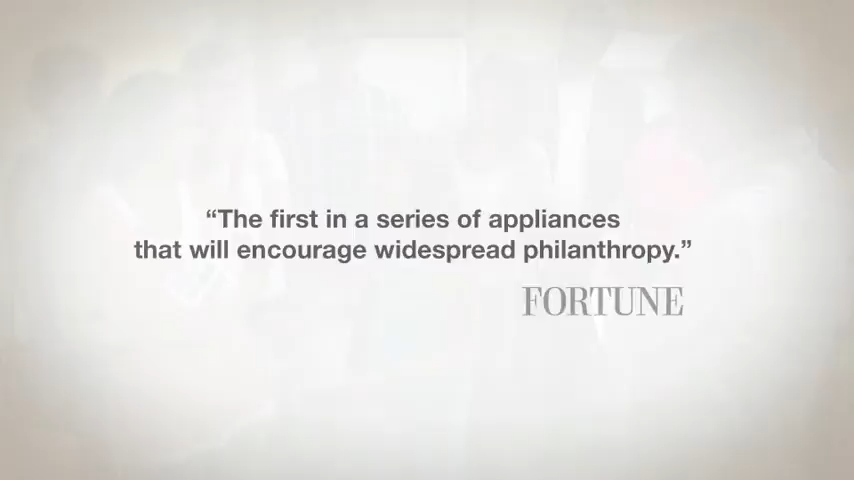 “The first in a series of appliances
that will encourage widespread philanthropy.”
FORTUNE